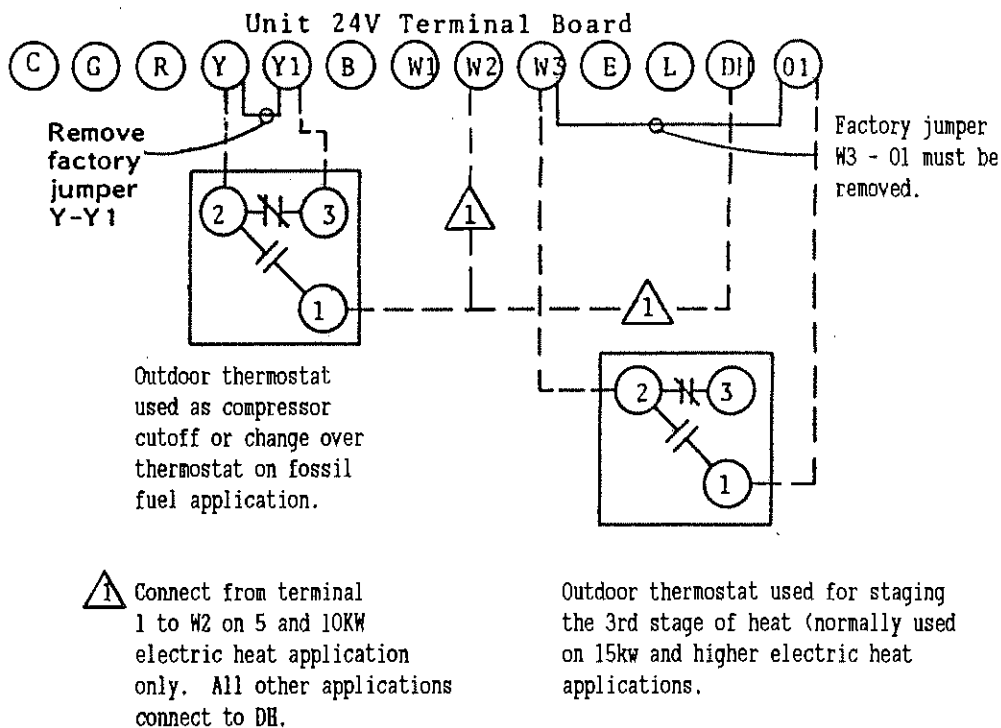 Unit 24V Terminal Board
C G R Y Y1 B W1 W2 W3 E L DH O1
Remove
factory
jumper
Y-Y1
Factory jumper
W3 - O1 must be
removed.
2 3
1
1
1
2 3
1
Outdoor thermostat
used as compressor
cutoff or change over
thermostat on fossil
fuel application.
1 Connect from terminal
1 to W2 on 5 and 10KW
electric heat application
only. All other applications
connect to DH.
Outdoor thermostat used for staging
the 3rd stage of heat (normally used
on 15kw and higher electric heat
applications.